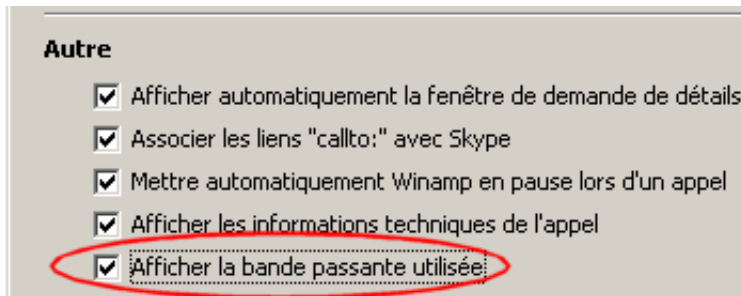 Autre
Afficher automatiquement la fenêtre de demande de détails
Associer les liens "callto:" avec Skype
Mettre automatiquement Winamp en pause lors d'un appel
Afficher les informations techniques de l'appel
Afficher la bande passante utilisée